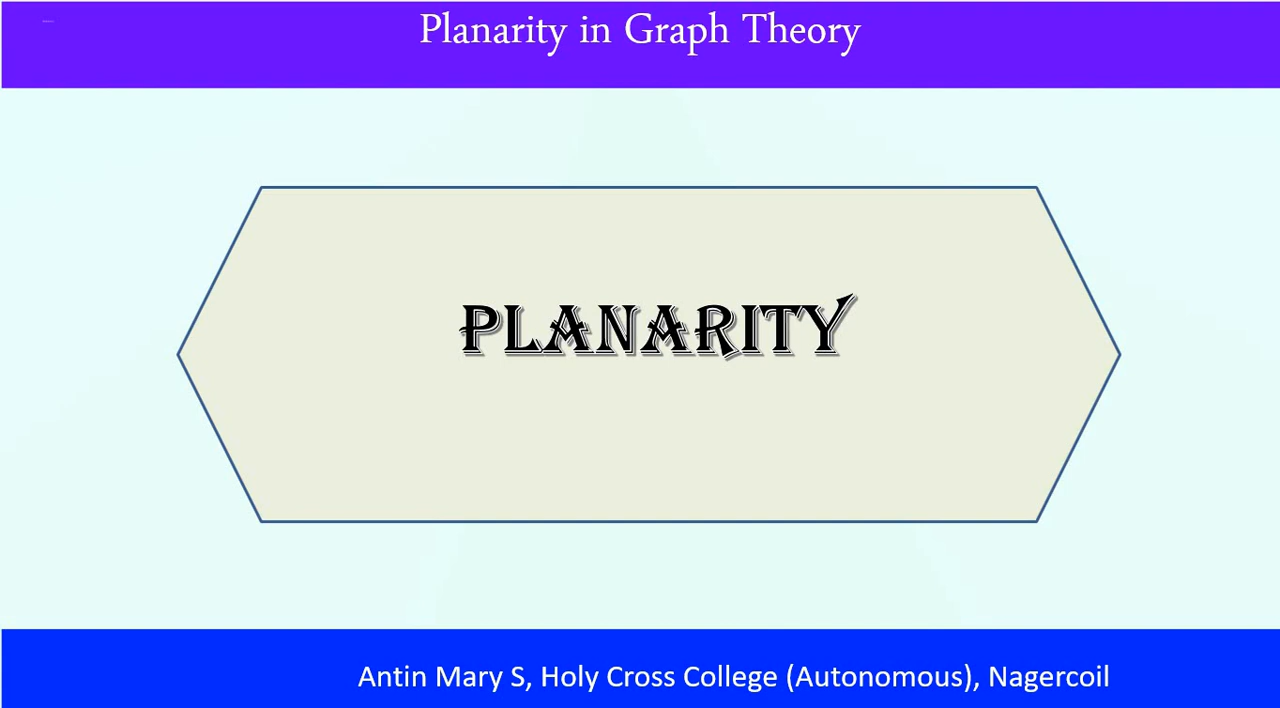 Planarity in Graph Theory
PLANARITY
Antin Mary S, Holy Cross College (Autonomous), Nagercoil